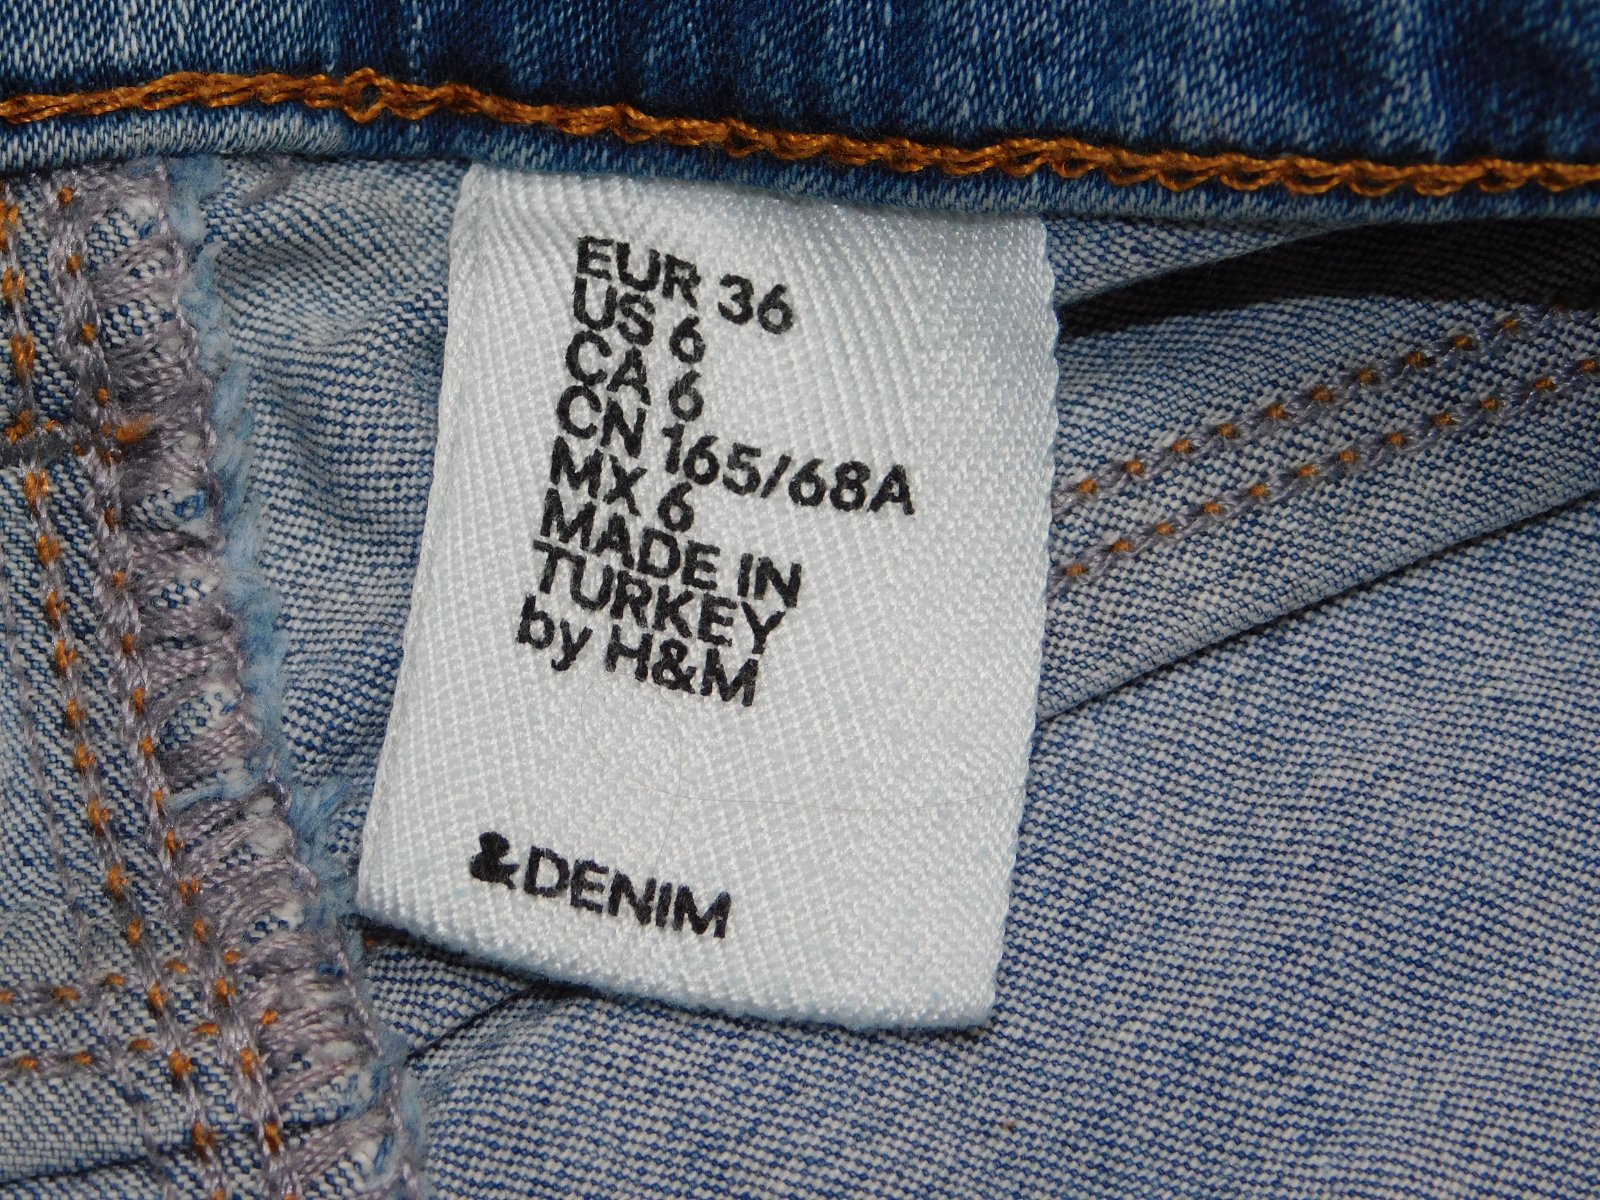 EUR 36
US 6
CA 6
CN 165/68A
MX 6
MADE IN
TURKEY
by H&M
&DENIM